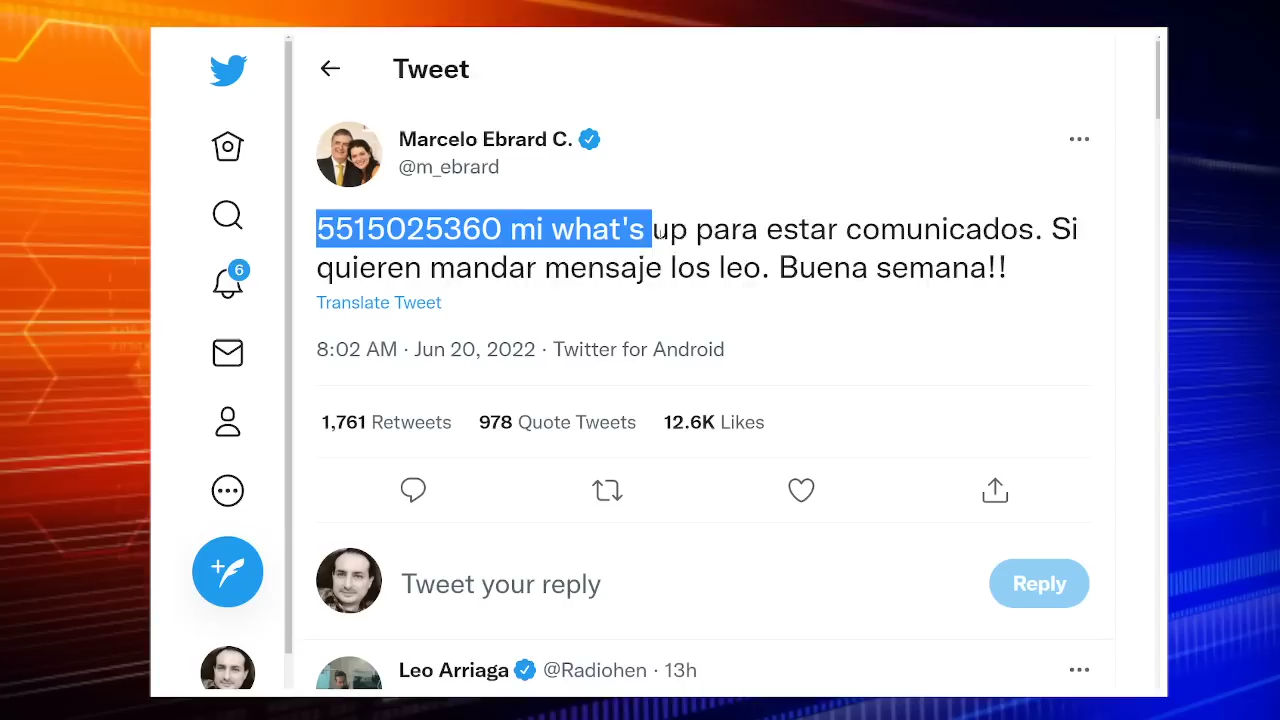 Tweet
Marcelo Ebrard C.
@m_ebrard
5515025360 mi what's up para estar comunicados. Si
quieren mandar mensaje los leo. Buena semana!!
Translate Tweet
8:02 AM · Jun 20, 2022 · Twitter for Android
1,761 Retweets 978 Quote Tweets 12.6K Likes
6
Tweet your reply
Reply
Leo Arriaga @Radiohen · 13h